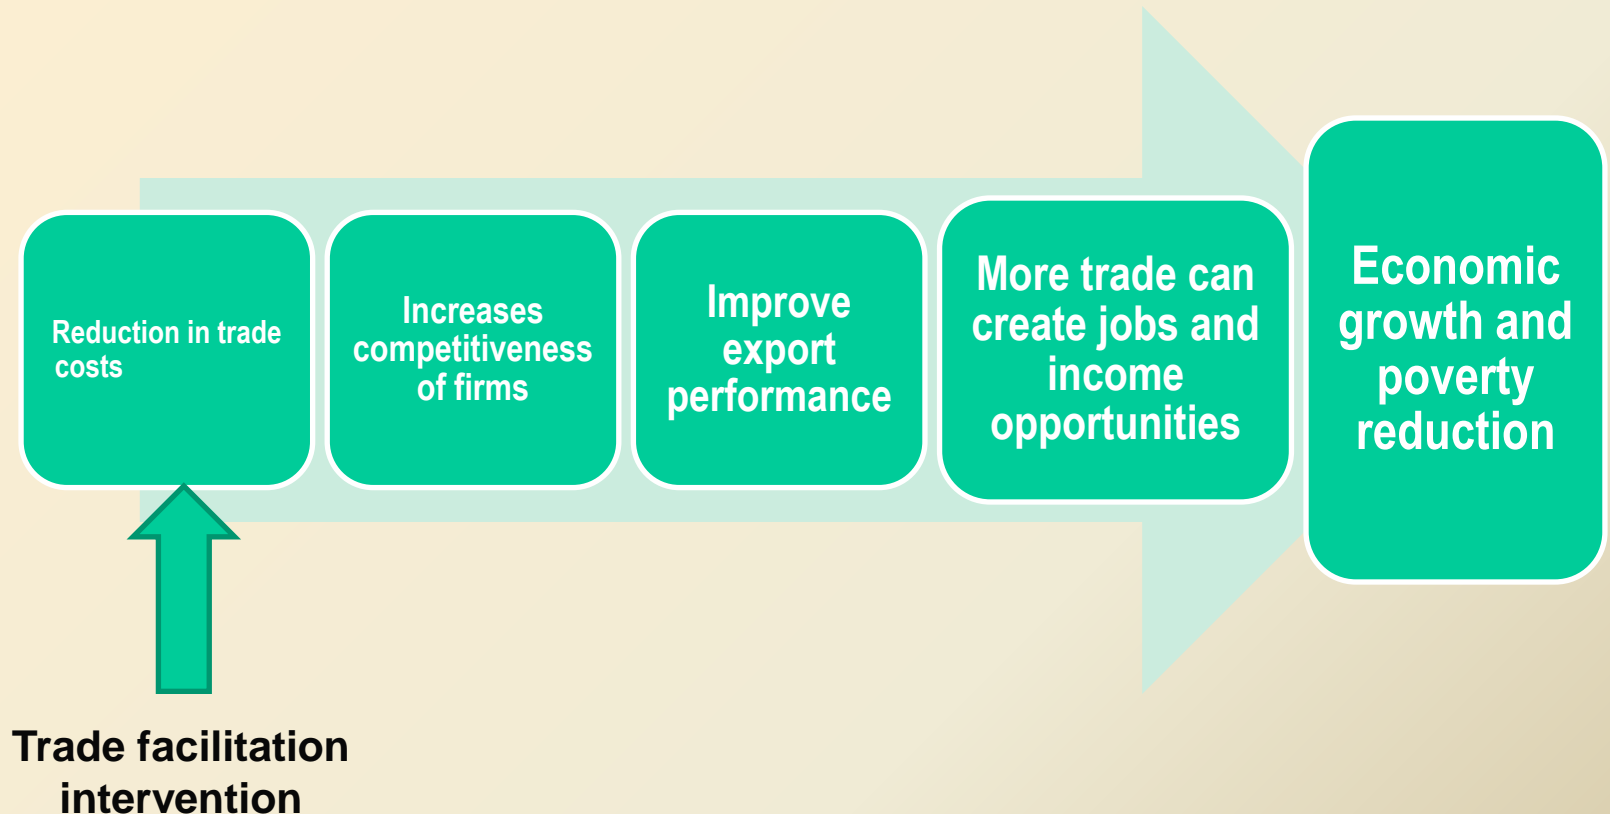 Reduction in trade
costs
Increases
competitiveness
of firms
Improve
export
performance
More trade can
create jobs and
income
opportunities
Economic
growth and
poverty
reduction
Trade facilitation
intervention